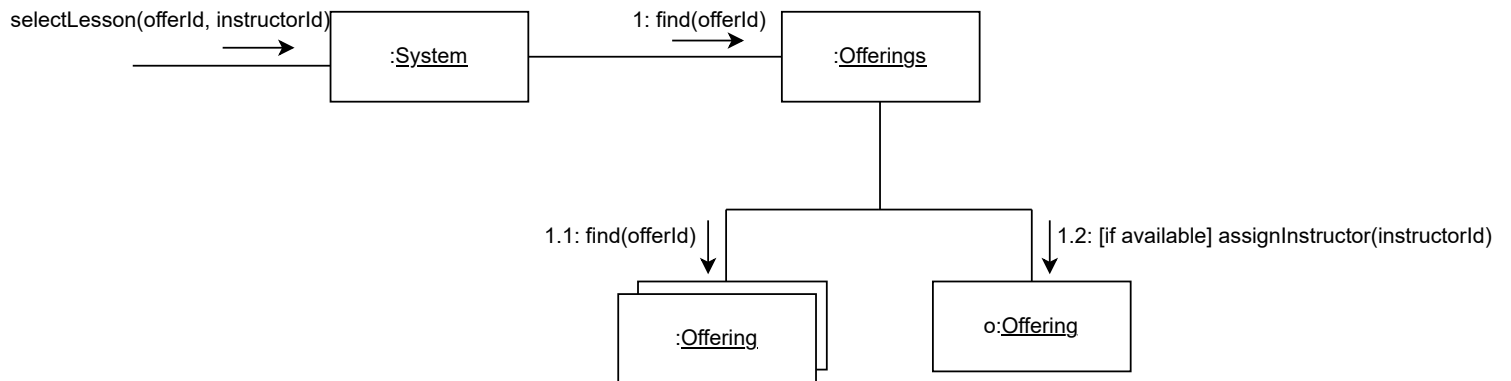 selectLesson(offerId, instructorId)
1: find(offerId)
:System
:Offerings
1.1: find(offerId)
1.2: [if available] assignInstructor(instructorId)
:Offering
o:Offering